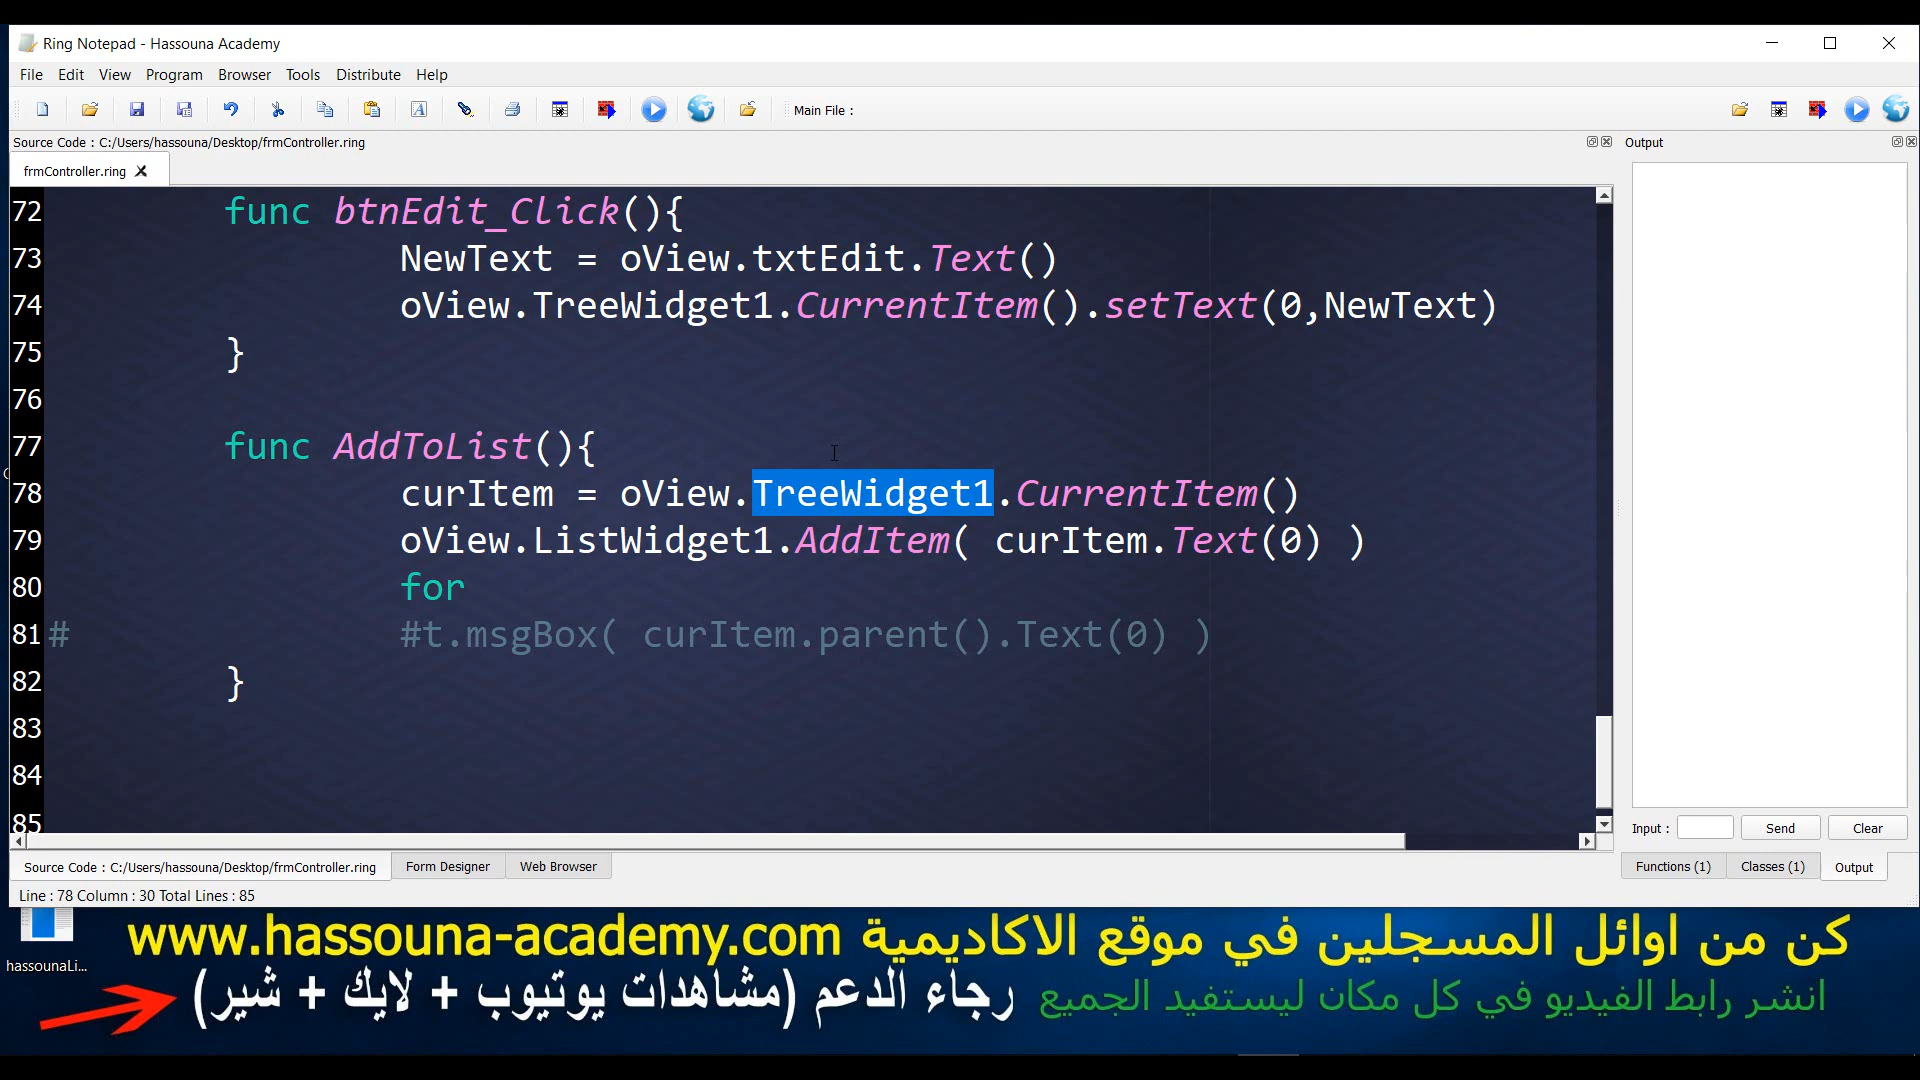 Ring Notepad - Hassouna Academy
File Edit View Program Browser Tools Distribute Help
Main File :
Source Code : C:/Users/hassouna/Desktop/frmController.ring
Output
frmController.ring
72 func btnEdit_Click(){
73 NewText = oView.txtEdit.Text()
74 oView.TreeWidget1.CurrentItem().setText(0,NewText)
75 }
76
77 func AddToList(){
78 curItem = oView.TreeWidget1.CurrentItem()
79 oView.ListWidget1.AddItem( curItem.Text(0) )
80 for
81 # #t.msgBox( curItem.parent().Text(0) )
82 }
83
84
85
Input : Send Clear
Source Code : C:/Users/hassouna/Desktop/frmController.ring Form Designer Web Browser
Functions (1) Classes (1) Output
Line : 78 Column : 30 Total Lines : 85
كن من اوائل المسجلين في موقع الاكاديمية www.hassouna-academy.com
hassounaLi...
انشر رابط الفيديو في كل مكان ليستفيد الجميع رجاء الدعم (مشاهدات يوتيوب + لايك + شير)